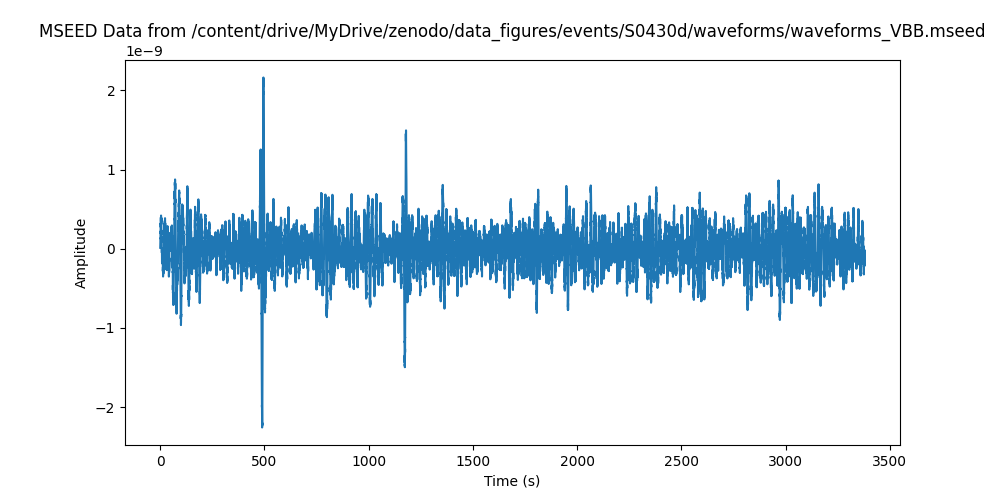 MSEED Data from /content/drive/MyDrive/zenodo/data_figures/events/S0430d/waveforms/waveforms_VBB.mseed
1e−9
2
1
0
−1
−2
Amplitude
0 500 1000 1500 2000 2500 3000 3500
Time (s)